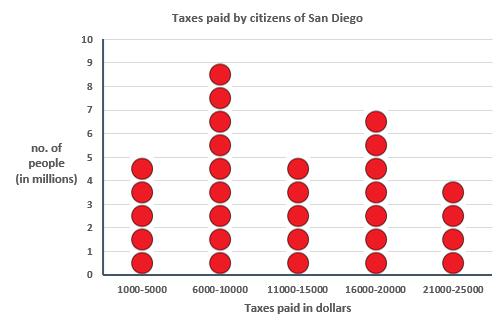 Taxes paid by citizens of San Diego
10
9
8
7
6
5
4
3
2
1
0
no. of
people
(in millions)
1000-5000 6000-10000 11000-15000 16000-20000 21000-25000
Taxes paid in dollars